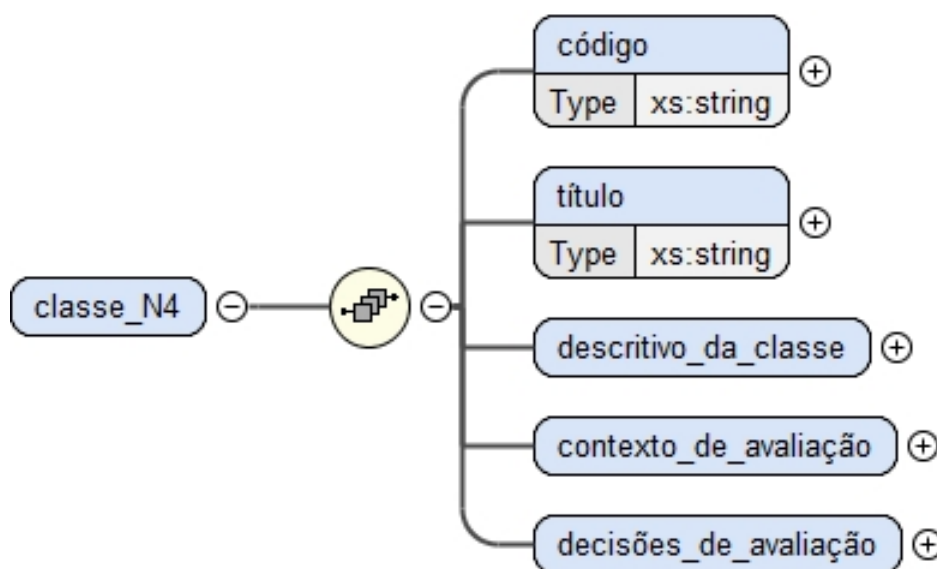 código
Type xs:string
título
Type xs:string
classe_N4
descritivo_da_classe
contexto_de_avaliação
decisões_de_avaliação